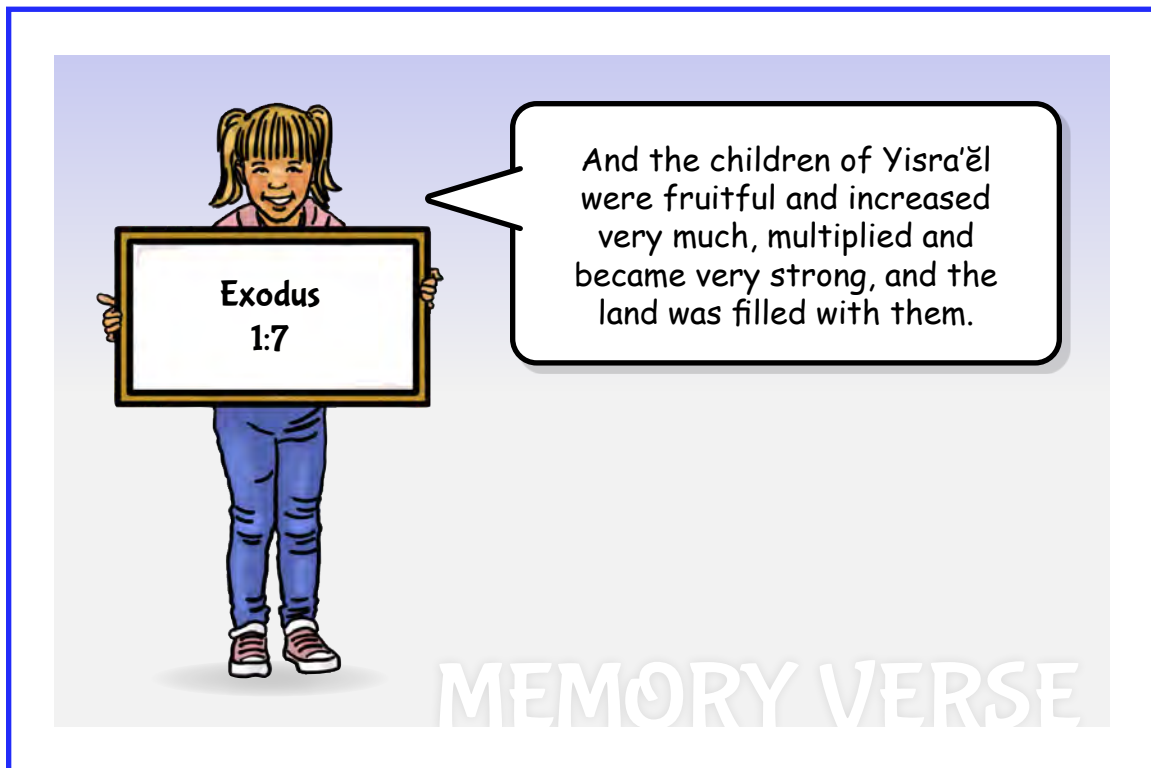 Exodus
1:7
And the children of Yisra’ĕl
were fruitful and increased
very much, multiplied and
became very strong, and the
land was filled with them.
MEMORY VERSE